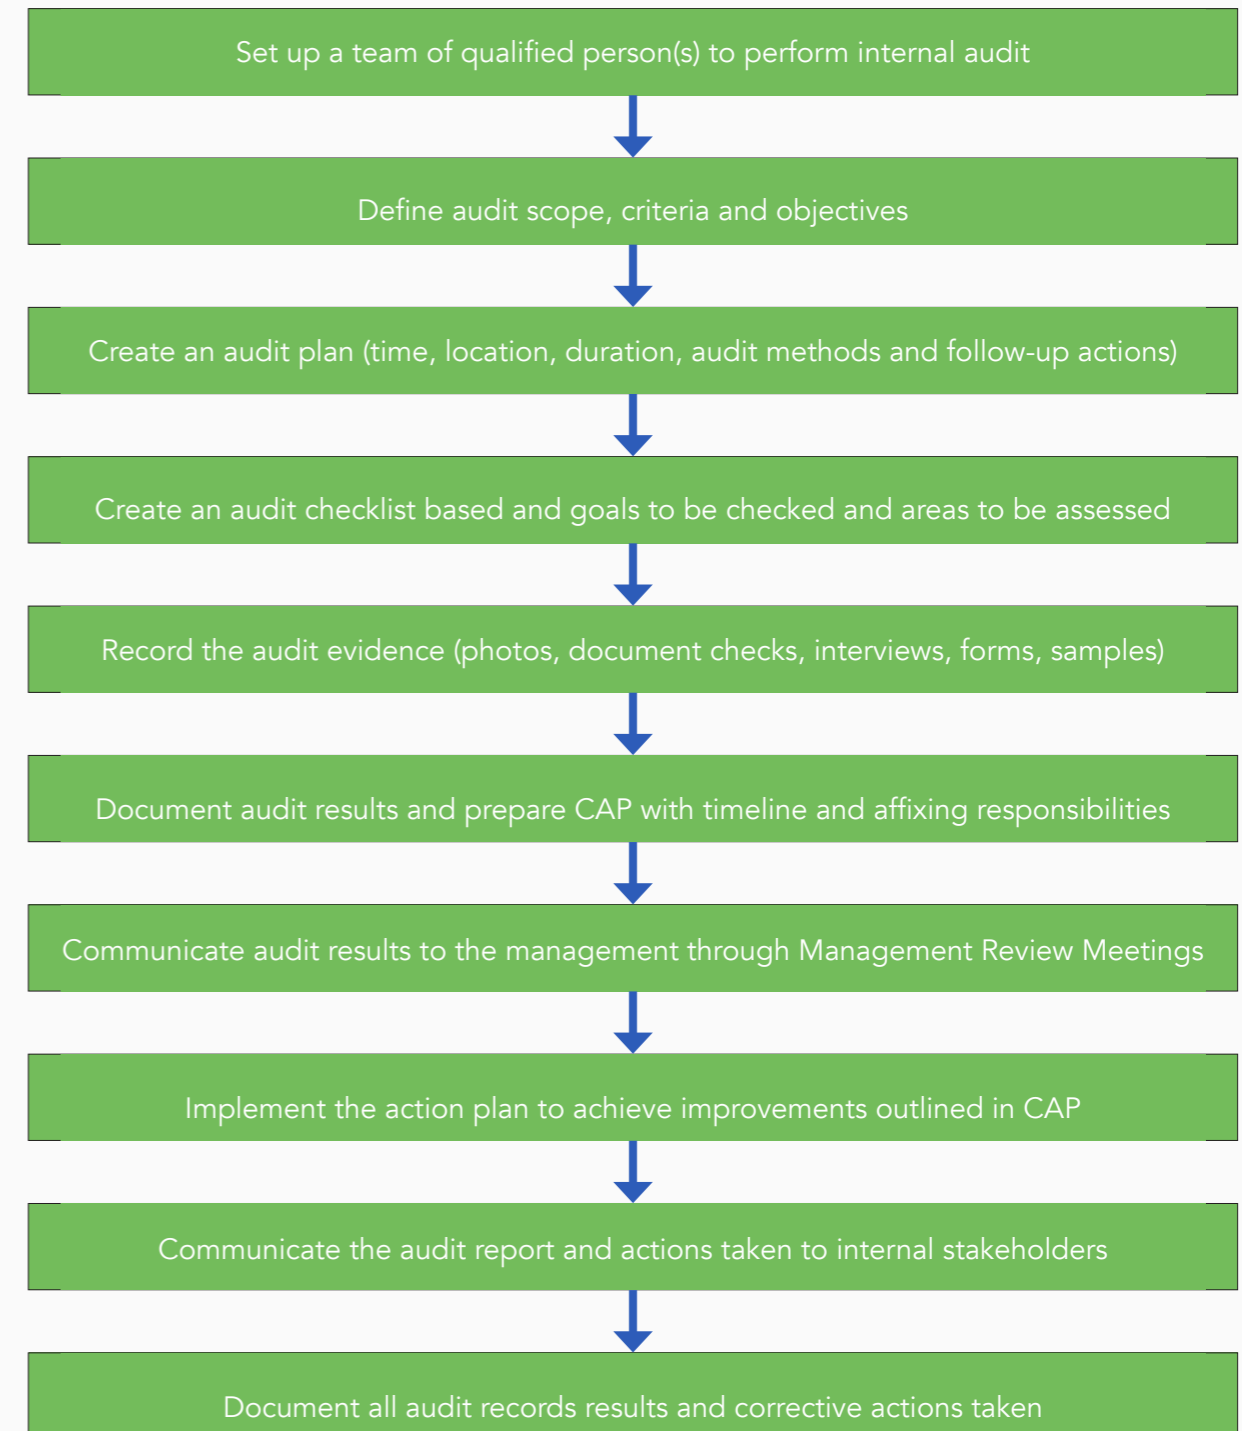 Set up a team of qualified person(s) to perform internal audit
Define audit scope, criteria and objectives
Create an audit plan (time, location, duration, audit methods and follow-up actions)
Create an audit checklist based and goals to be checked and areas to be assessed
Record the audit evidence (photos, document checks, interviews, forms, samples)
Document audit results and prepare CAP with timeline and affixing responsibilities
Communicate audit results to the management through Management Review Meetings
Implement the action plan to achieve improvements outlined in CAP
Communicate the audit report and actions taken to internal stakeholders
Document all audit records results and corrective actions taken